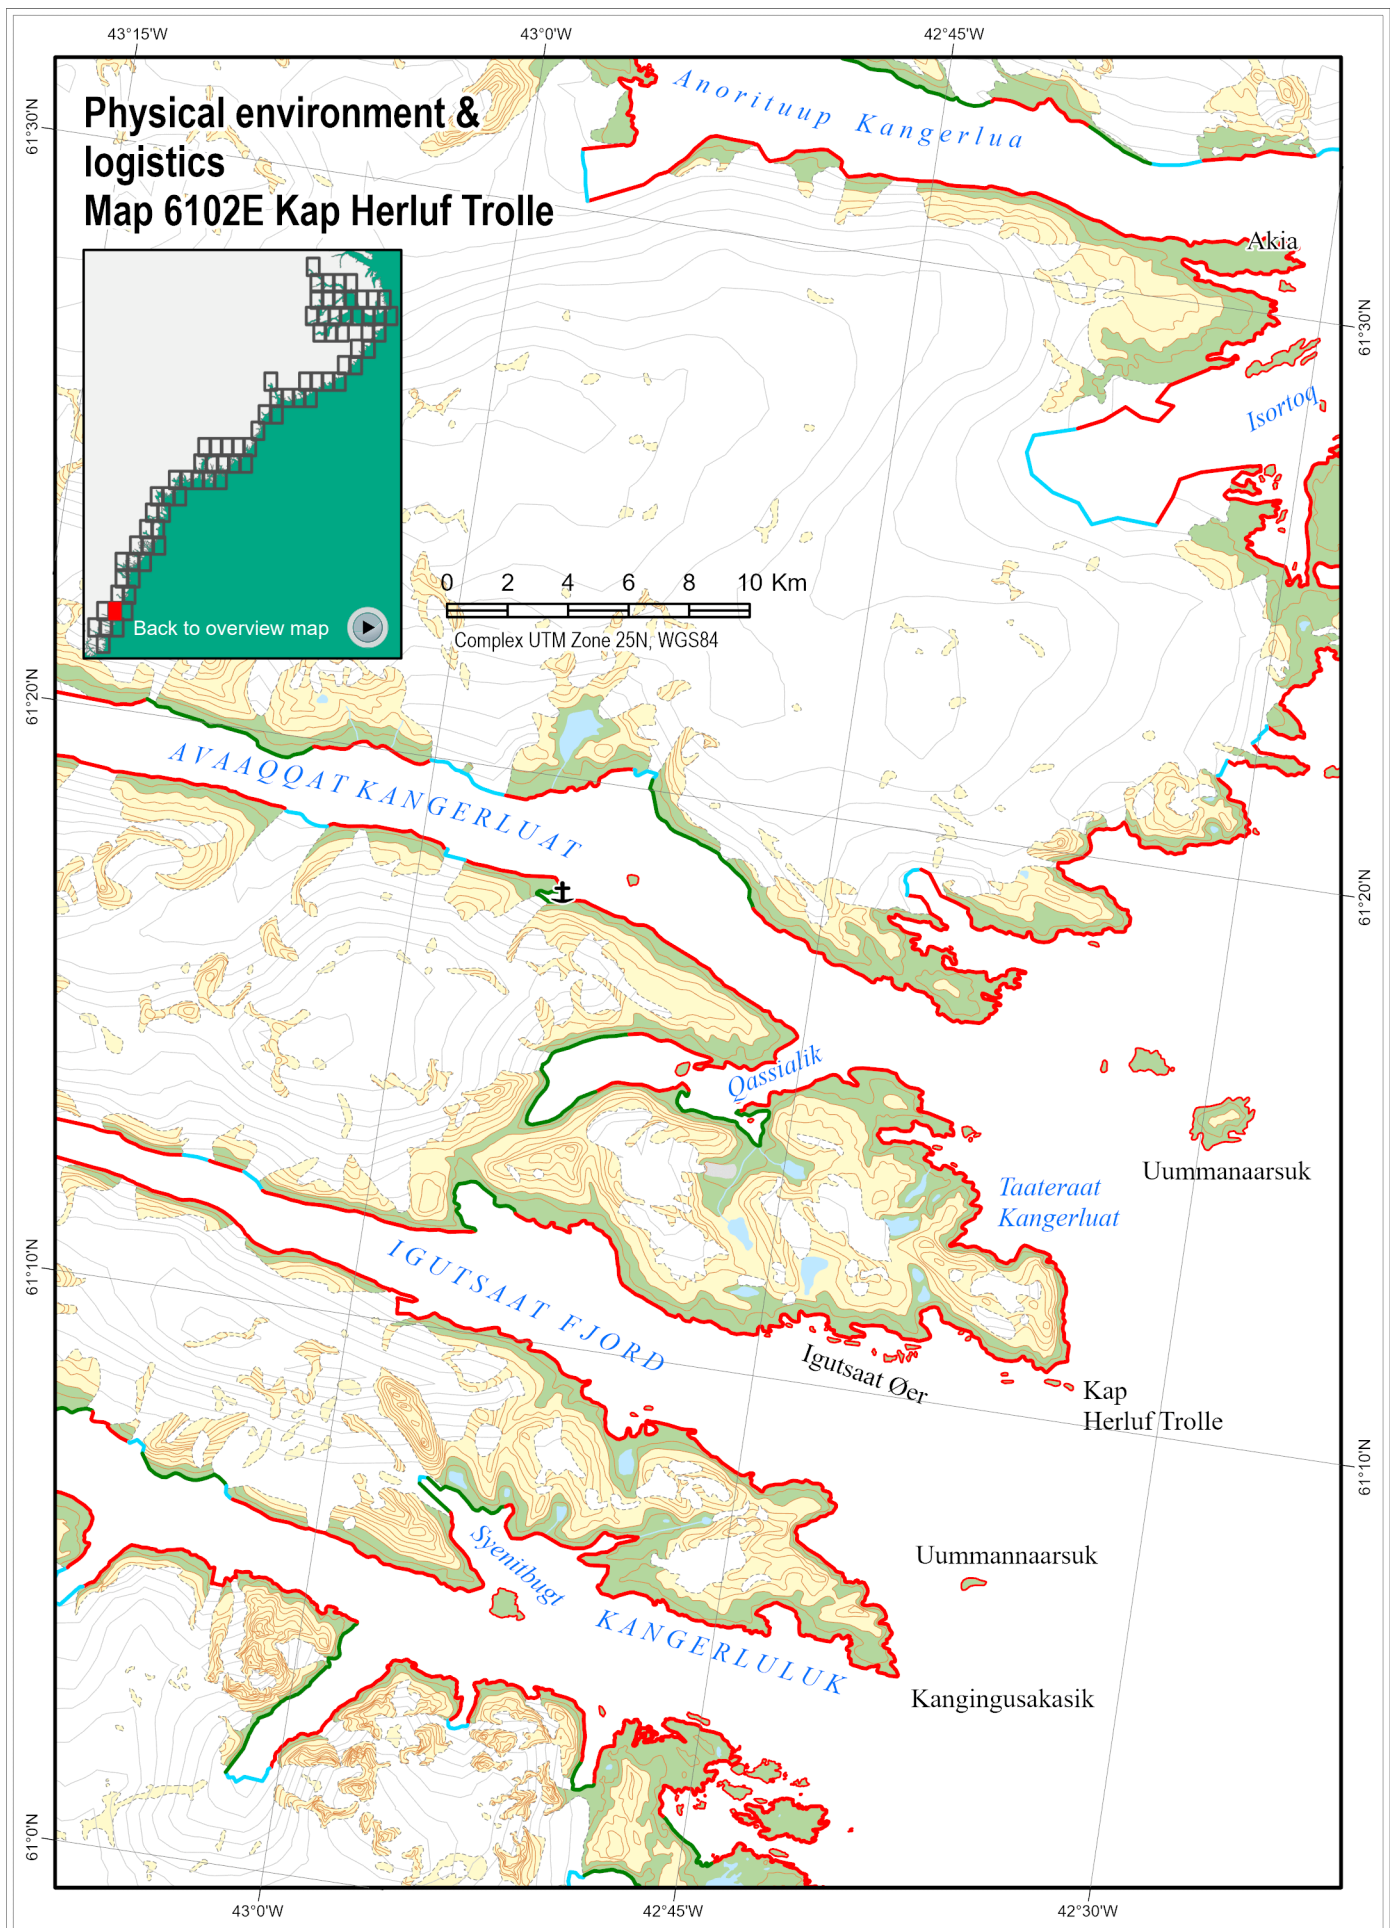 43°15'W
43°0'W
42°45'W
Physical environment &
logistics
Map 6102E Kap Herluf Trolle
61°30'N
Anorituup Kangerlua
Akia
61°30'N
Isortoq
0 2 4 6 8 10 Km
Complex UTM Zone 25N, WGS84
Back to overview map
61°20'N
AVAAQQAT KANGERLUAT
61°20'N
Qassialik
Uummanaarsuk
Taateraat
Kangerluat
61°10'N
IGUTSAAT FJORD
Igutsaat Øer
Kap
Herluf Trolle
61°10'N
Syenitbugt
Uummannaarsuk
KANGERLULUK
Kangingusakasik
61°0'N
43°0'W
42°45'W
42°30'W